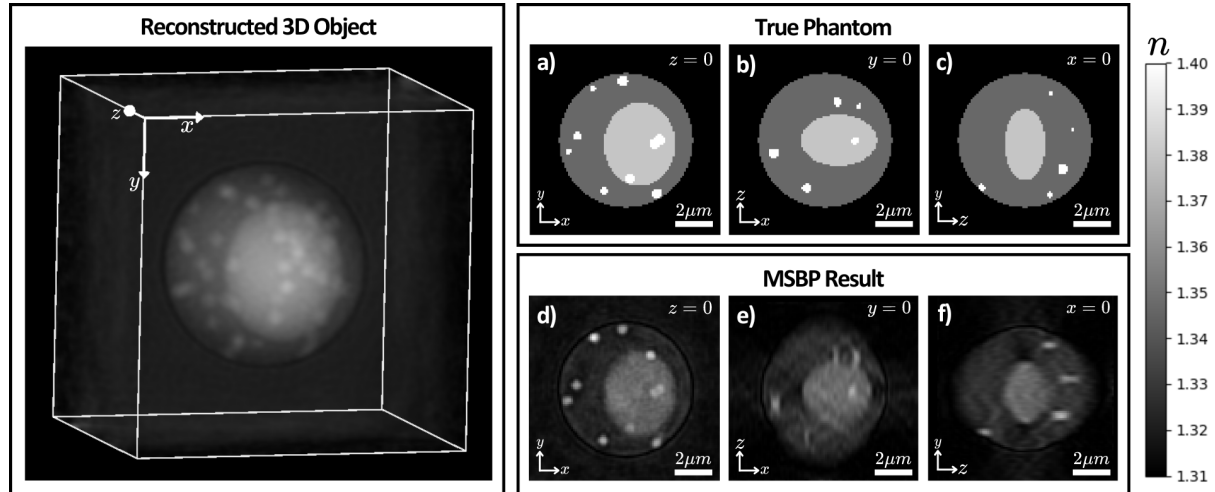 Reconstructed 3D Object
z
x
y
True Phantom
a) z = 0
y
x
2μm
b) y = 0
z
x
2μm
c) x = 0
y
z
2μm
MSBP Result
d) z = 0
y
x
2μm
e) y = 0
z
x
2μm
f) x = 0
y
z
2μm
n
1.40
1.39
1.38
1.37
1.36
1.35
1.34
1.33
1.32
1.31